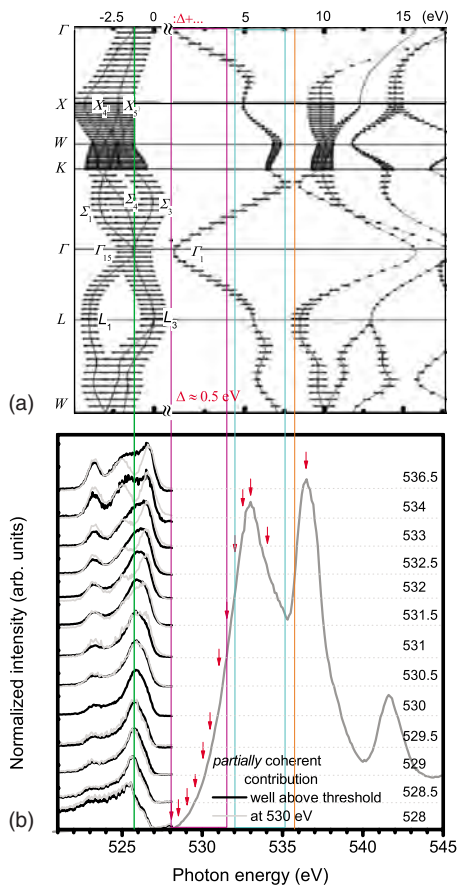 -2.5 0 :Δ+... 5 10 15 (eV)
Γ
X X4 X5
W
K
Σ1 Σ4 Σ3
Γ Γ15 Γ1
L L1 L3
W
Δ ≈ 0.5 eV
(a)
536.5
534
533
532.5
532
531.5
531
530.5
530
529.5
529
528.5
528
partially coherent
contribution
well above threshold
at 530 eV
Normalized intensity (arb. units)
(b)
525 530 535 540 545
Photon energy (eV)